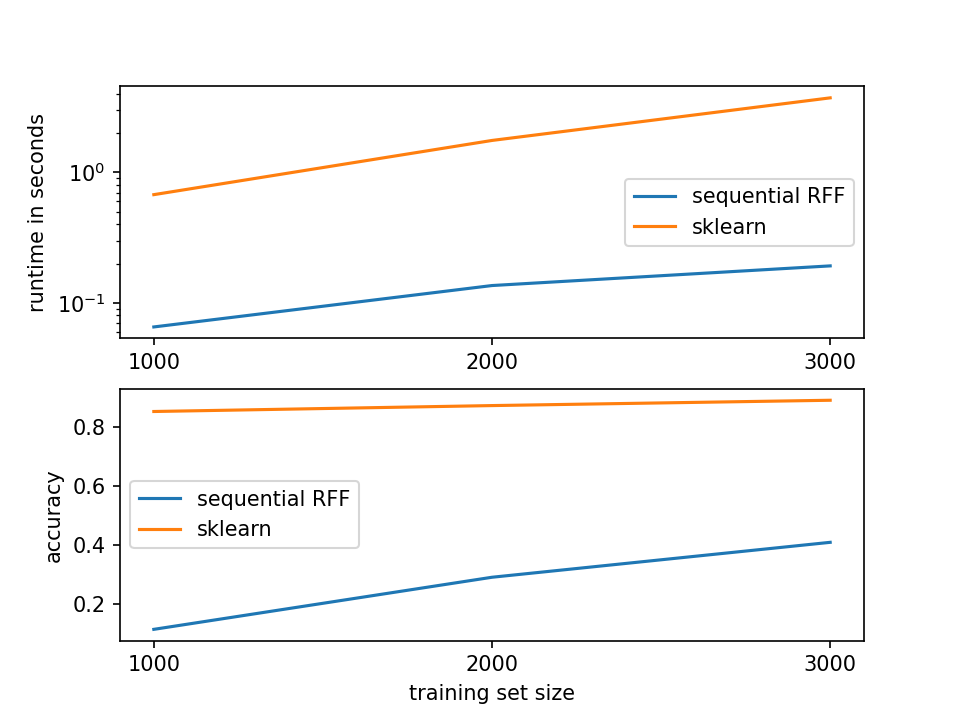 runtime in seconds
10⁰
10⁻¹
sequential RFF
sklearn
1000 2000 3000
accuracy
0.8
0.6
0.4
0.2
sequential RFF
sklearn
1000 2000 3000
training set size